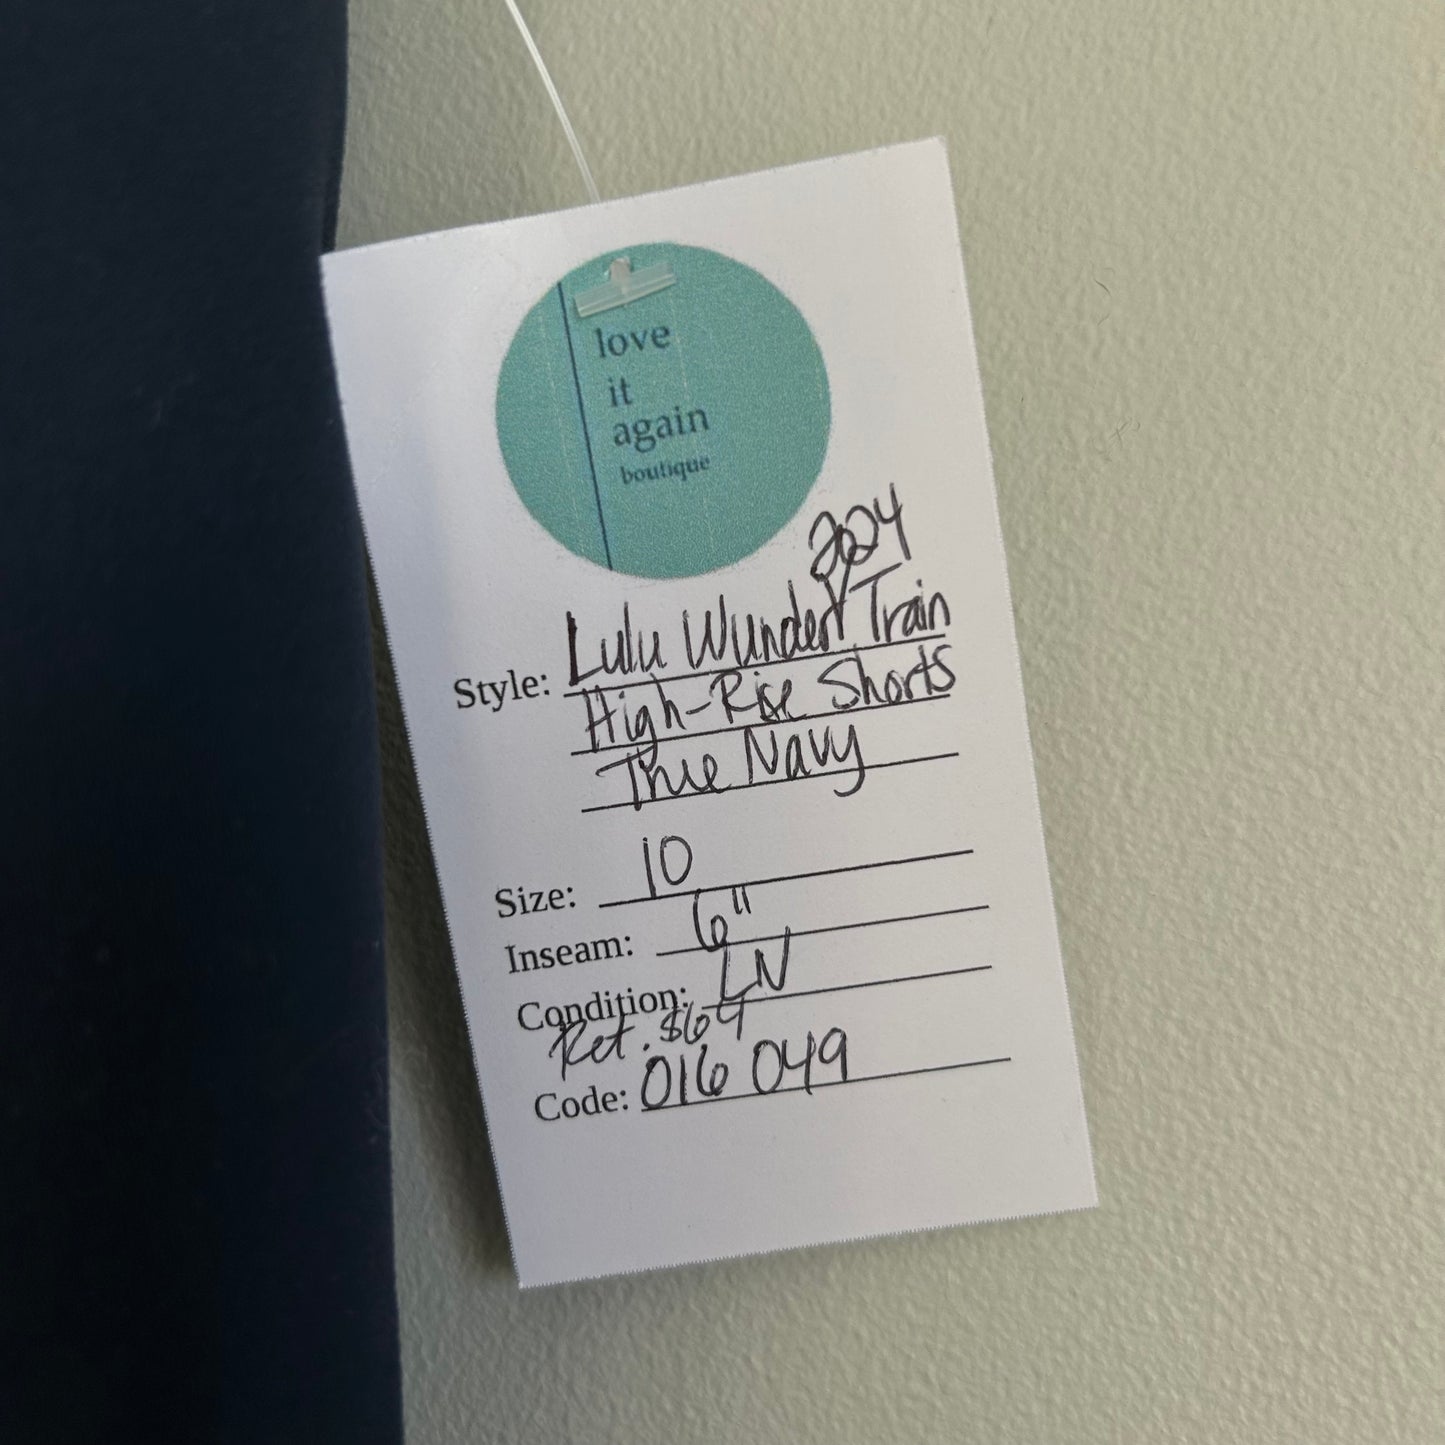 love
it
again
boutique
2024
Style: Lulu Wunder Train
High-Rise Shorts
True Navy
Size: 10
Inseam: 6"
Condition: LN
Ret. $64
Code: 016 049